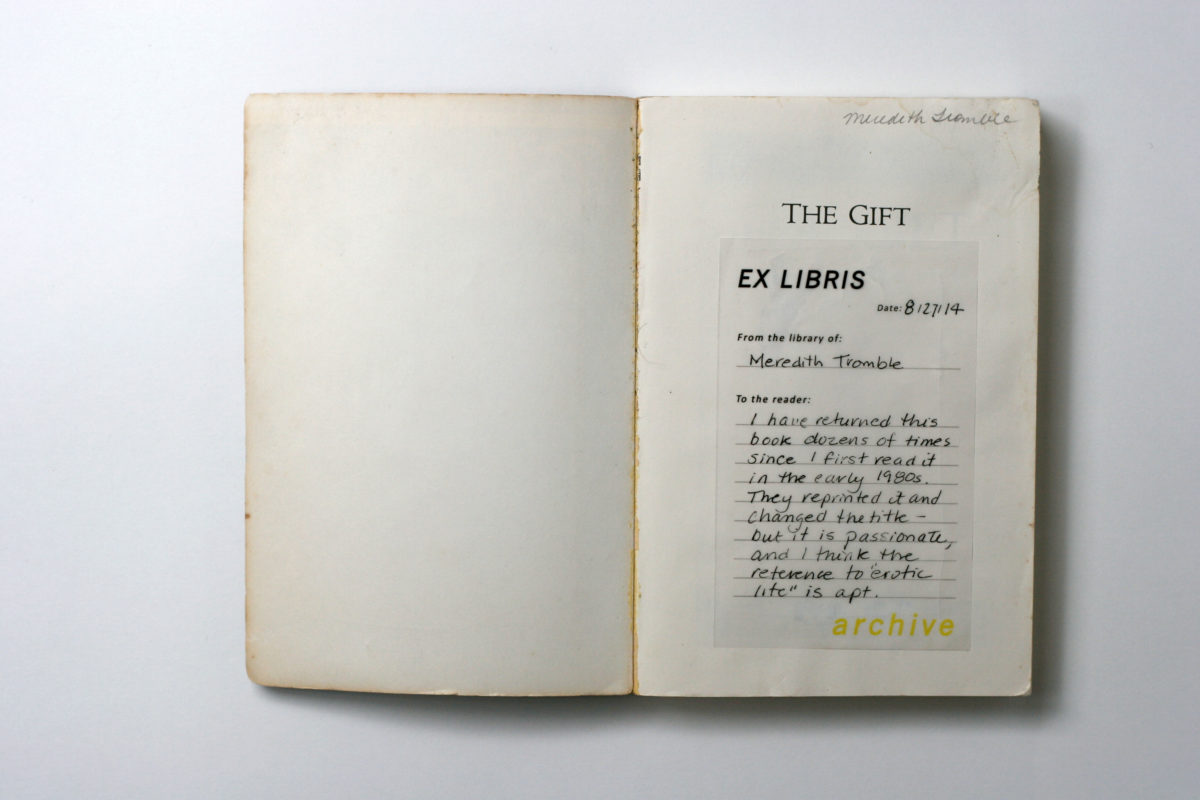 Meredith Tromble
THE GIFT
EX LIBRIS
Date: 8/27/14
From the library of:
Meredith Tromble
To the reader:
I have returned this
book dozens of times
since I first read it
in the early 1980s.
They reprinted it and
changed the title –
but it is passionate,
and I think the
reference to "erotic
life" is apt.
archive